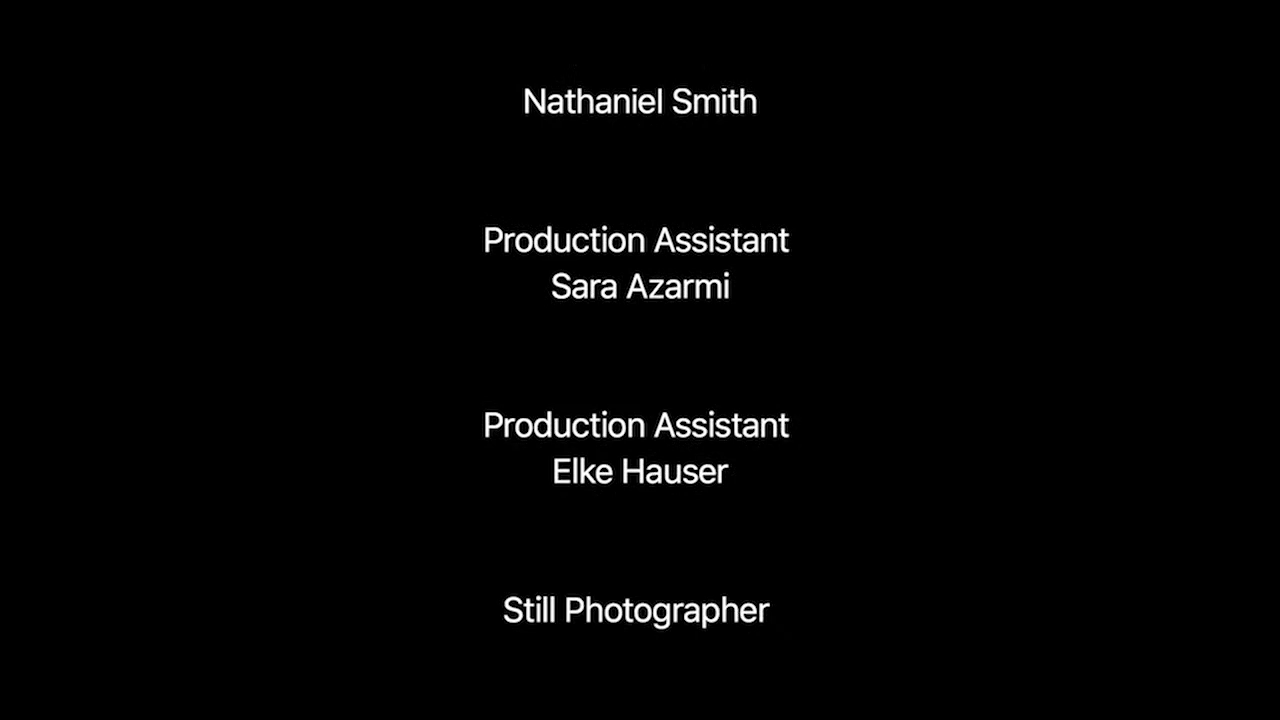 Nathaniel Smith
Production Assistant
Sara Azarmi
Production Assistant
Elke Hauser
Still Photographer